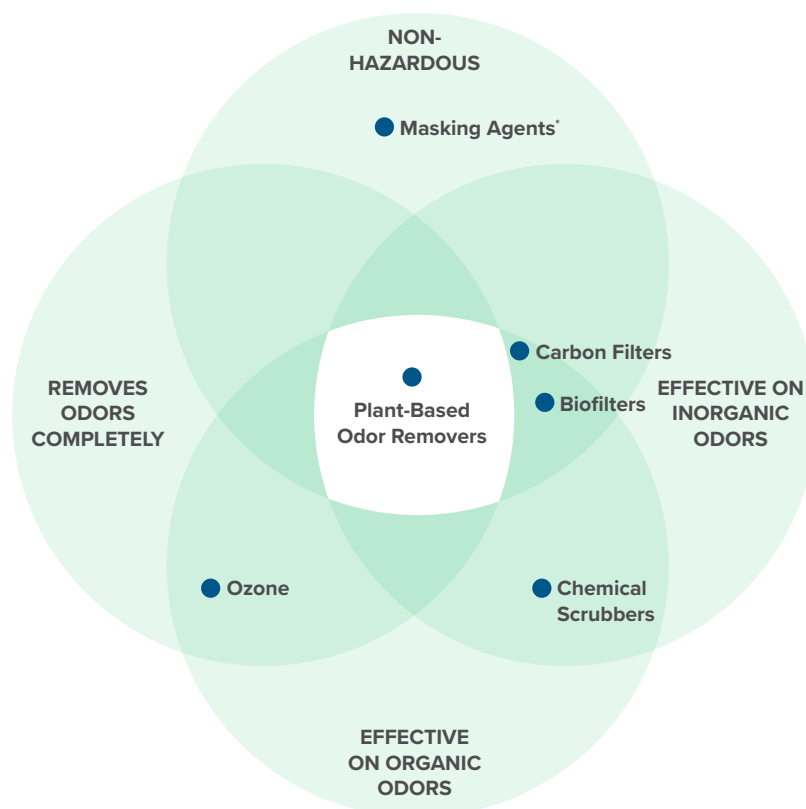 NON-
HAZARDOUS
Masking Agents*
Carbon Filters
REMOVES
ODORS
COMPLETELY
Plant-Based
Odor Removers
Biofilters
EFFECTIVE ON
INORGANIC
ODORS
Ozone
Chemical
Scrubbers
EFFECTIVE
ON ORGANIC
ODORS